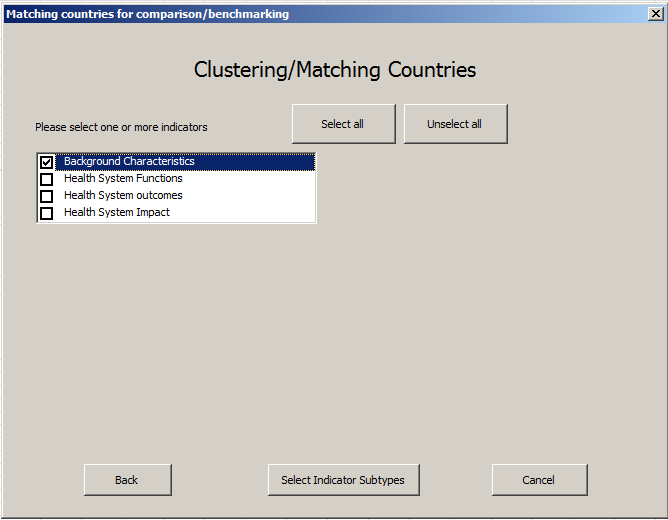 Matching countries for comparison/benchmarking
Clustering/Matching Countries
Please select one or more indicators
Select all
Unselect all
Background Characteristics
Health System Functions
Health System outcomes
Health System Impact
Back
Select Indicator Subtypes
Cancel